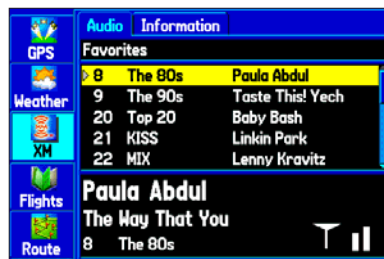 Audio Information
Favorites
8 The 80s Paula Abdul
9 The 90s Taste This! Yech
20 Top 20 Baby Bash
21 KISS Linkin Park
22 MIX Lenny Kravitz
Paula Abdul
The Way That You
8 The 80s
GPS
Weather
XM
Flights
Route